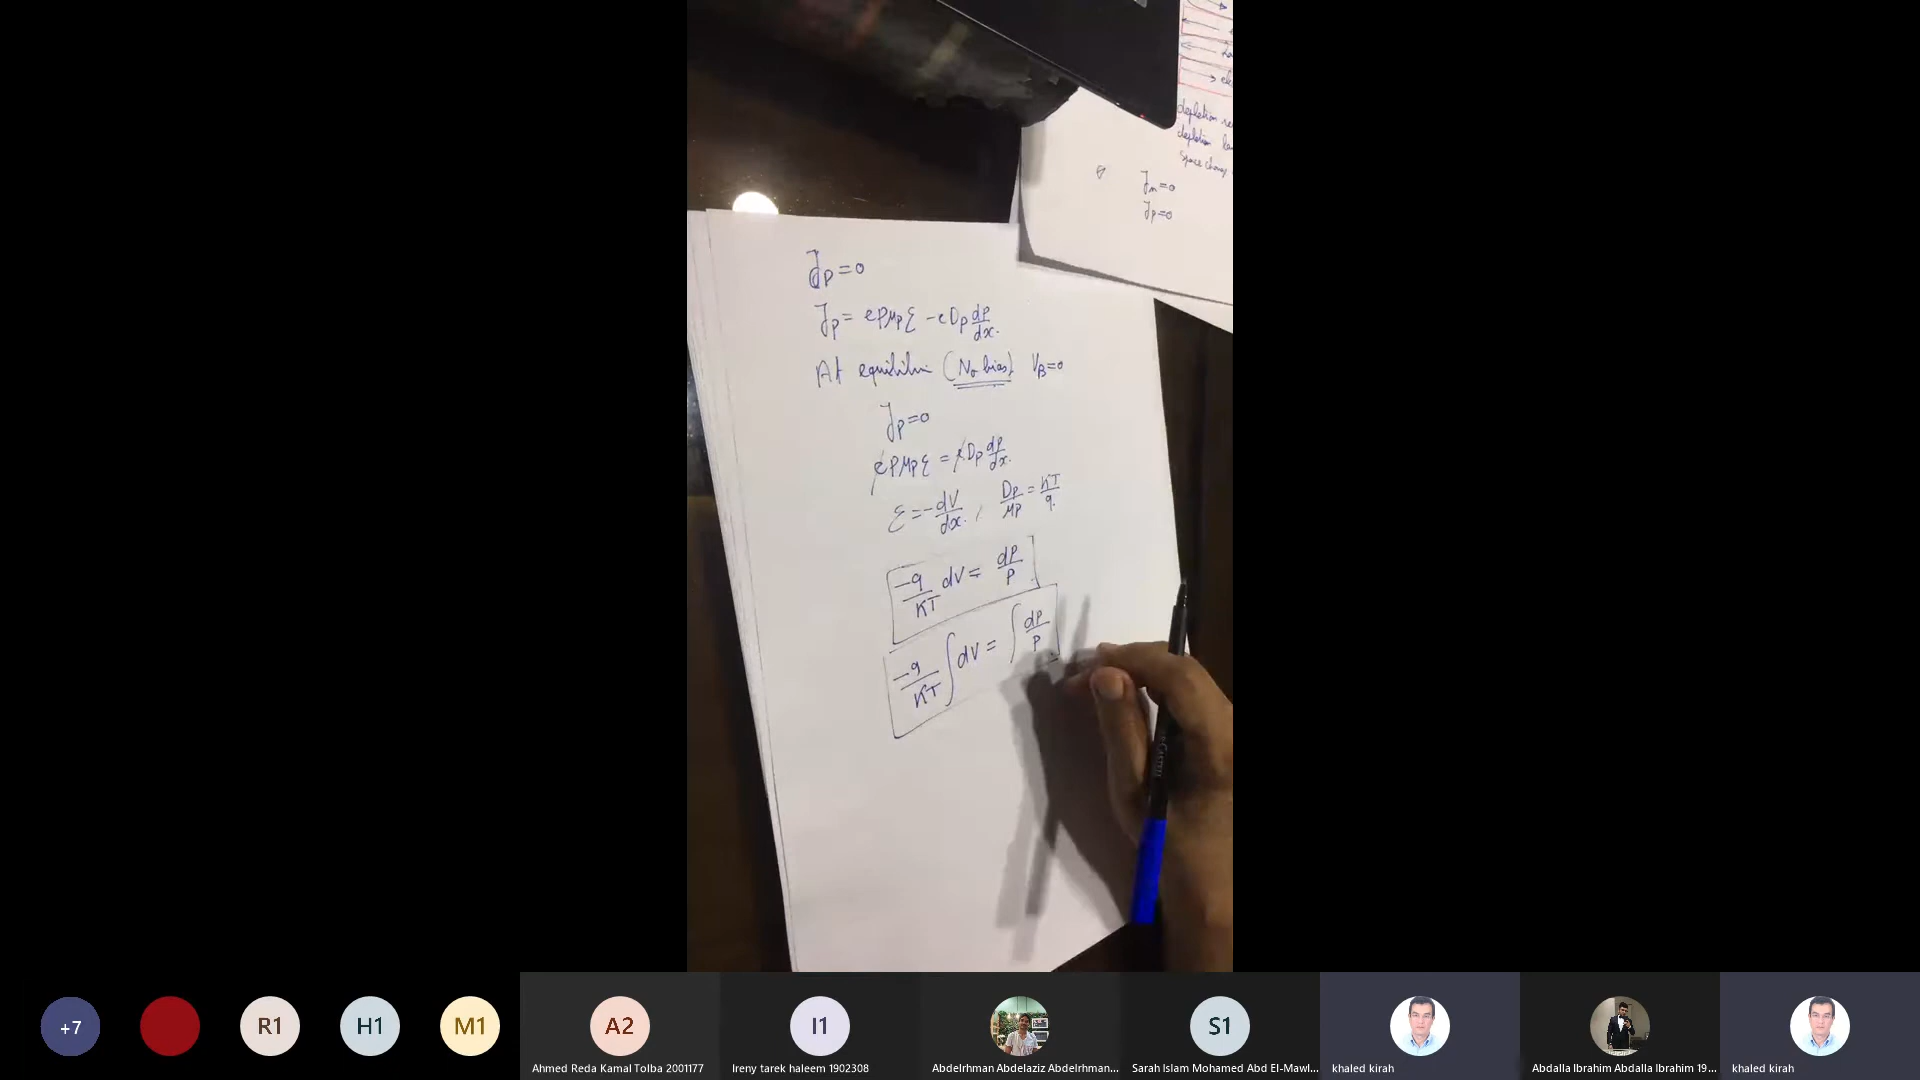 Jp=0
Jp = epμpε - eDp dp/dx.
At equilibrium (No bias) VB=0
Jp=0
epμpε = eDp dp/dx.
ε = -dV/dx, Dp/μp = KT/q.
-q/KT dV = dp/p
-q/KT ∫dV = ∫dp/p
depletion
depletion
space charge
Jn=0
Jp=0
+7
R1
H1
M1
A2
I1
S1
Ahmed Reda Kamal Tolba 2001177
Ireny tarek haleem 1902308
Abdelrhman Abdelaziz Abdelrhman...
Sarah Islam Mohamed Abd El-Mawl...
khaled kirah
Abdalla Ibrahim Abdalla Ibrahim 19...
khaled kirah